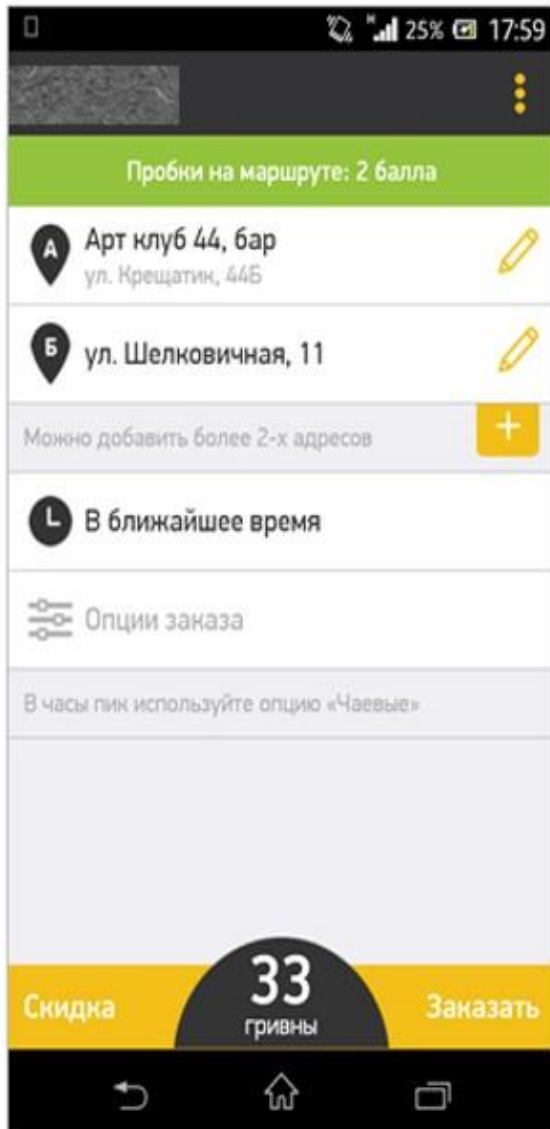 H 25% 17:59
Пробки на маршруте: 2 балла
А
Арт клуб 44, бар
ул. Крещатик, 44Б
Б
ул. Шелковичная, 11
Можно добавить более 2-х адресов
+
В ближайшее время
Опции заказа
В часы пик используйте опцию «Чаевые»
Скидка
33
гривны
Заказать